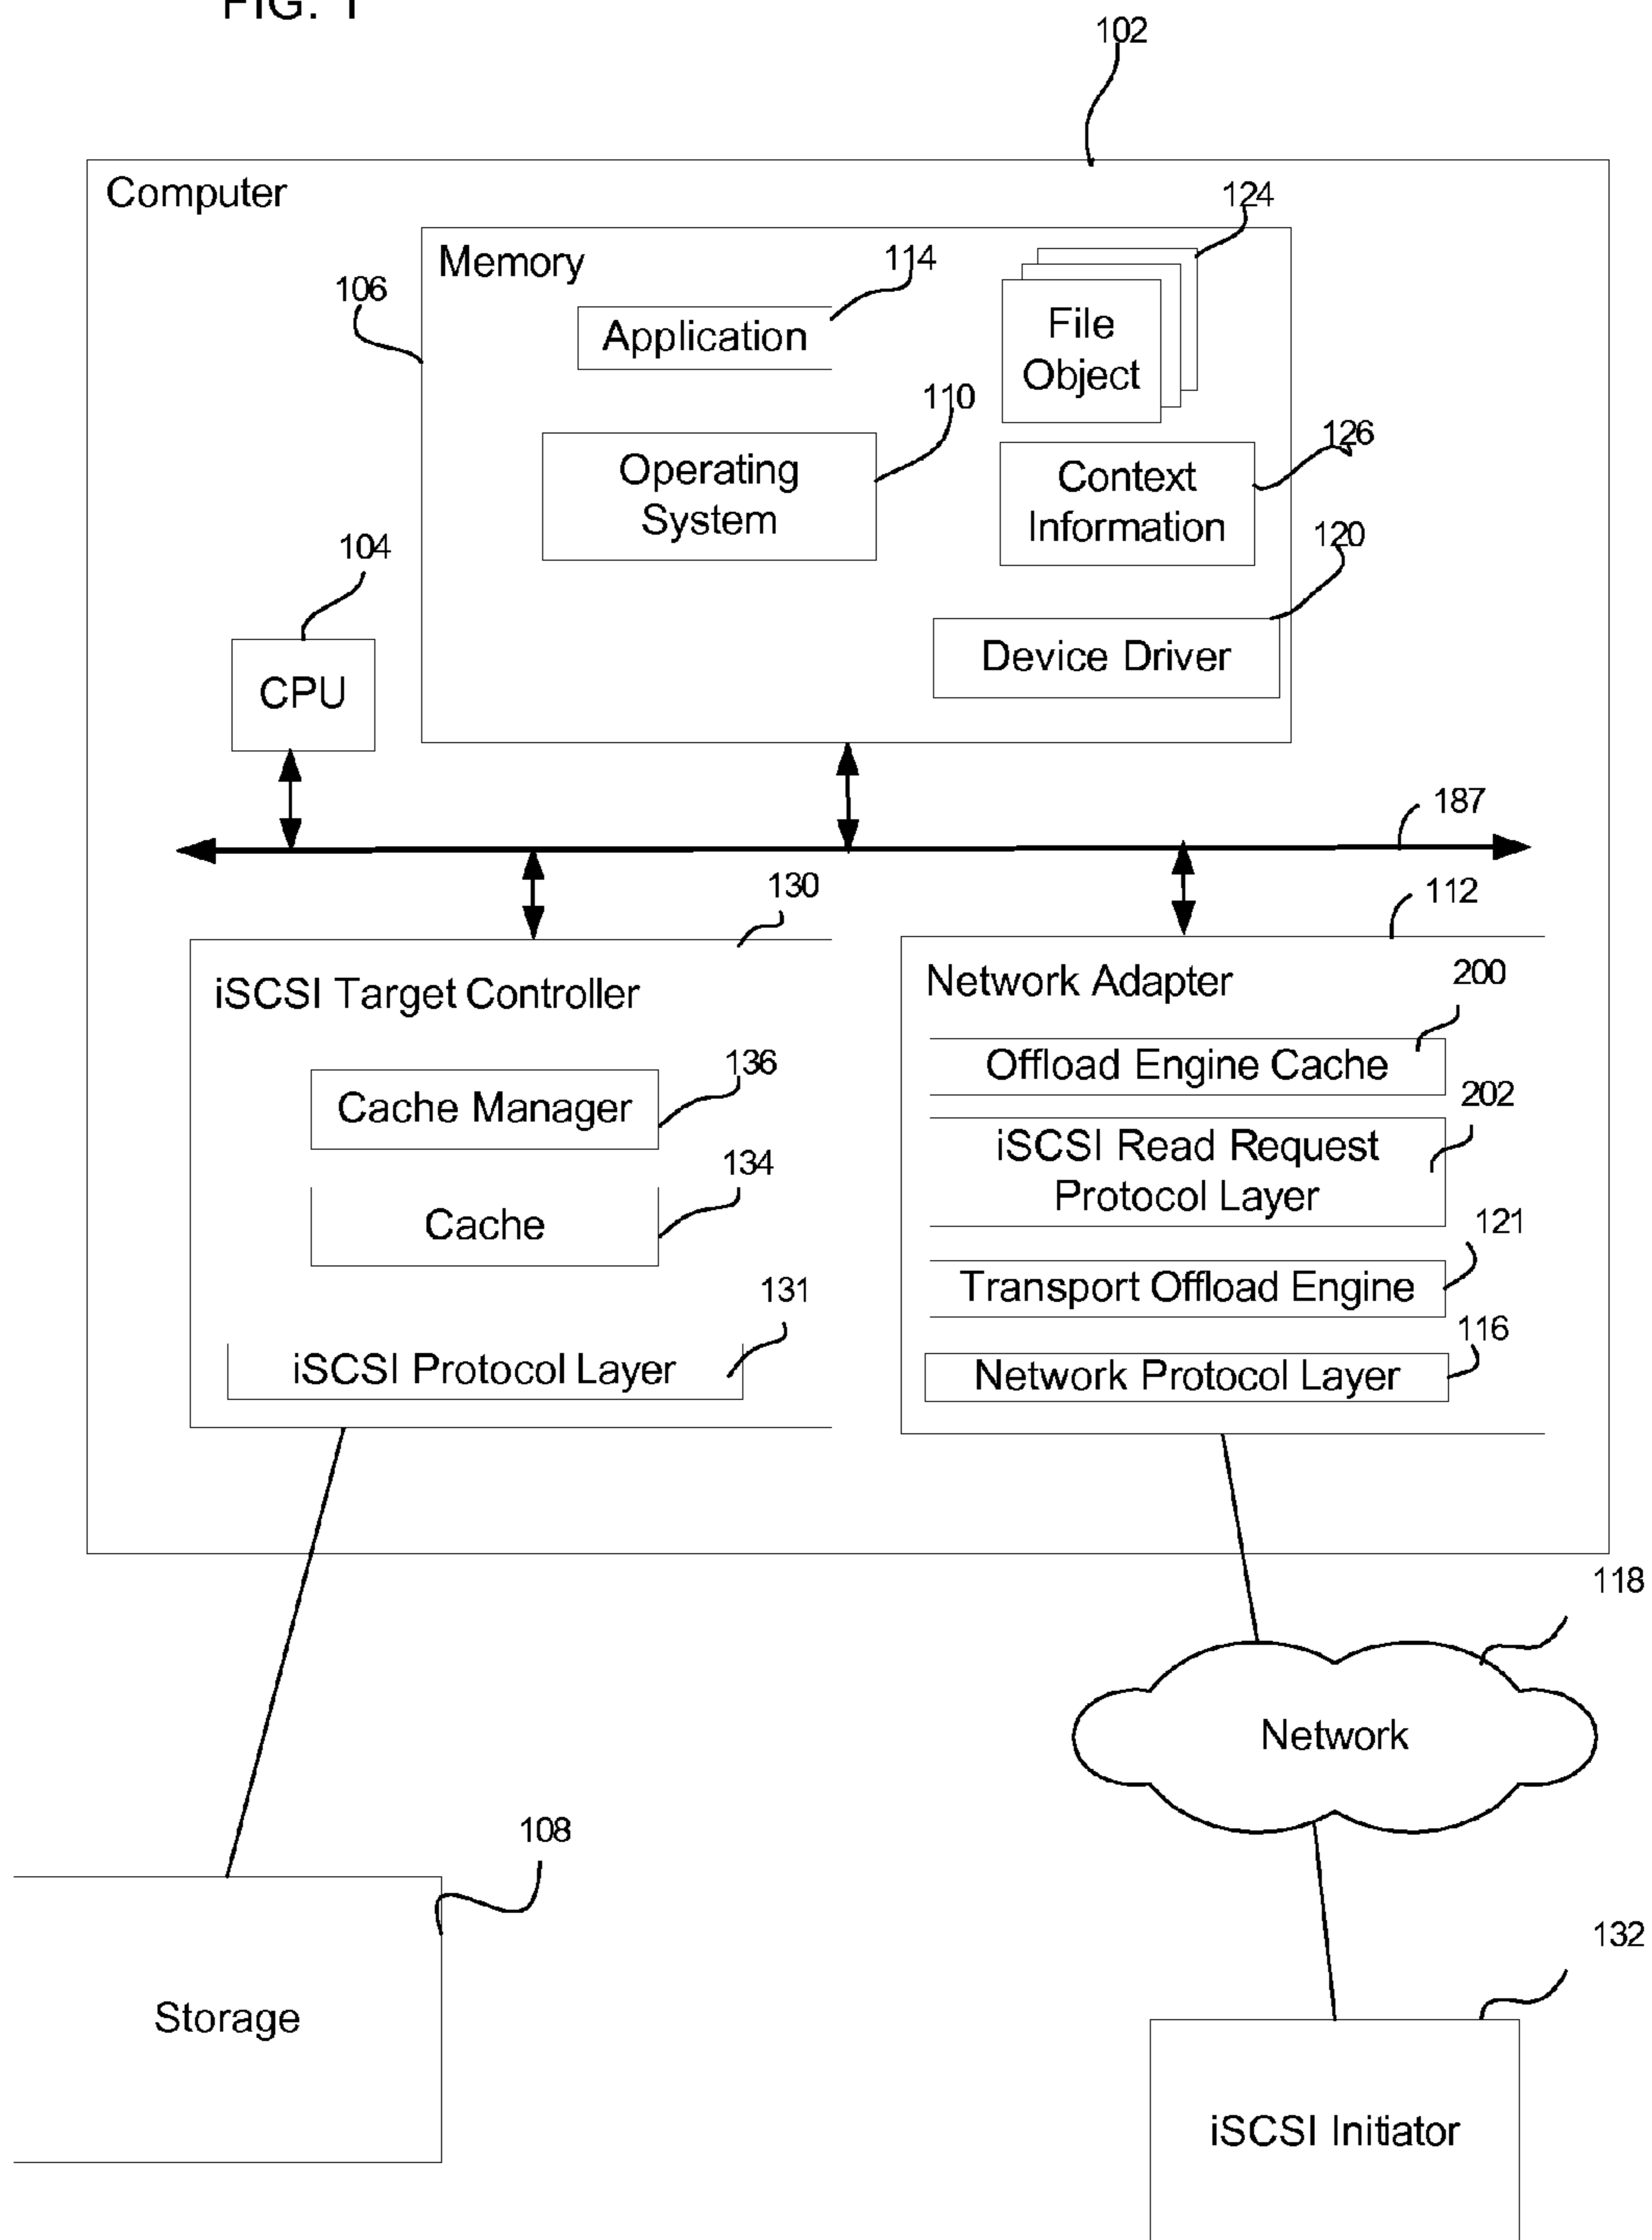 FIG. 1
102
Computer
124
Memory
114
106
Application
File
Object
110
126
Operating
System
Context
Information
104
120
Device Driver
CPU
187
130
112
iSCSI Target Controller
Network Adapter
200
Offload Engine Cache
136
Cache Manager
202
iSCSI Read Request
Protocol Layer
134
Cache
121
Transport Offload Engine
131
116
iSCSI Protocol Layer
Network Protocol Layer
118
Network
108
132
Storage
iSCSI Initiator